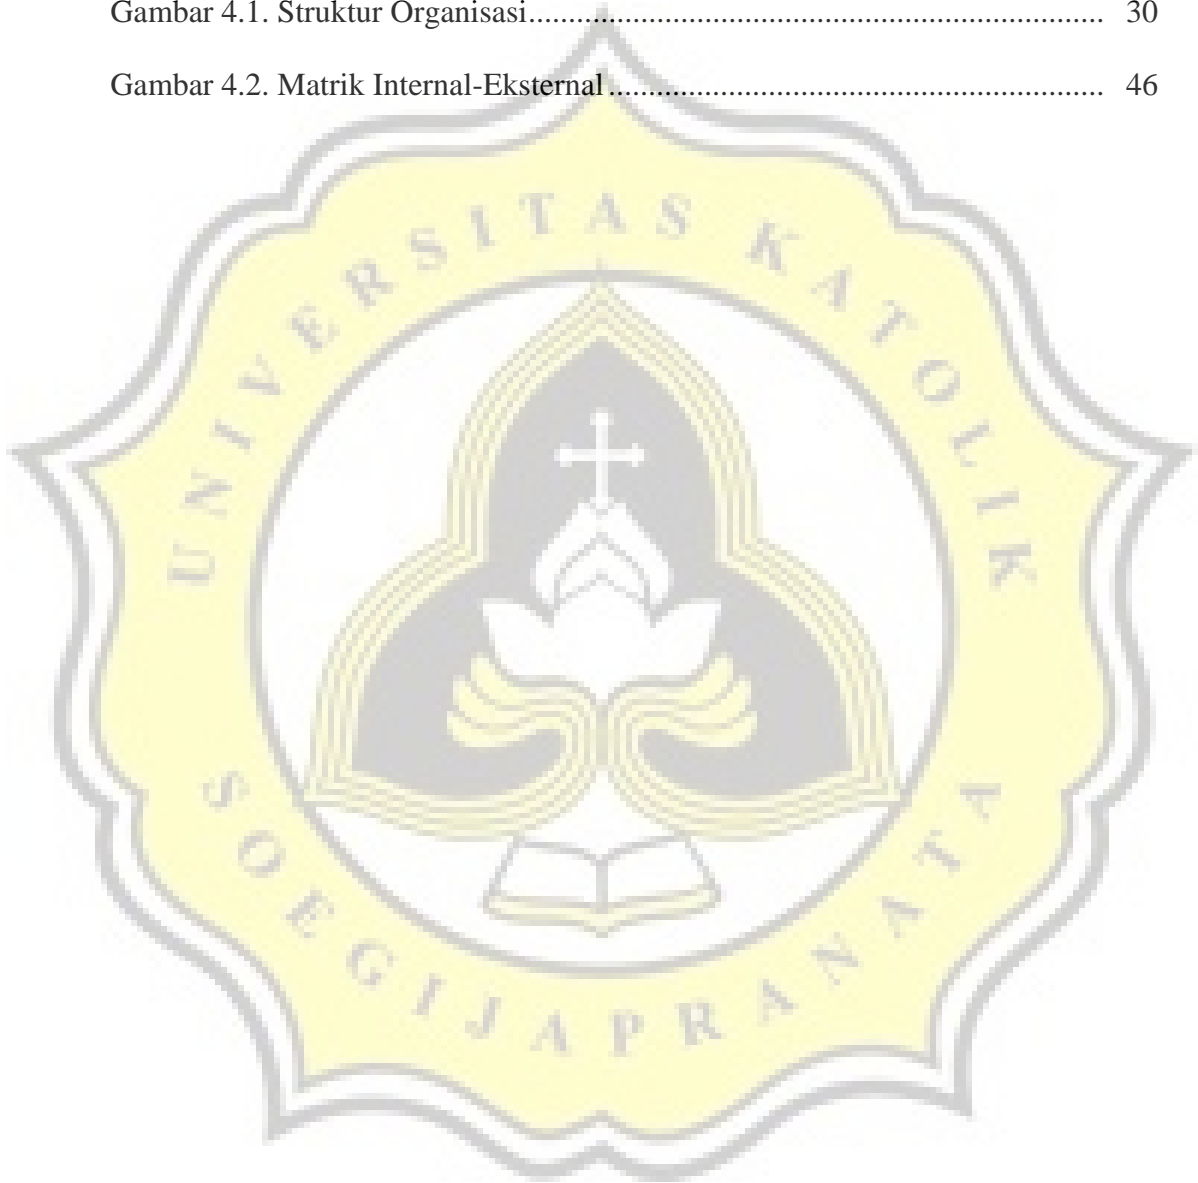 Gambar 4.1. Struktur Organisasi........................................................................ 30
Gambar 4.2. Matrik Internal-Eksternal.............................................................. 46
UNIVERSITAS KATOLIK
SOEGIJAPRANATA